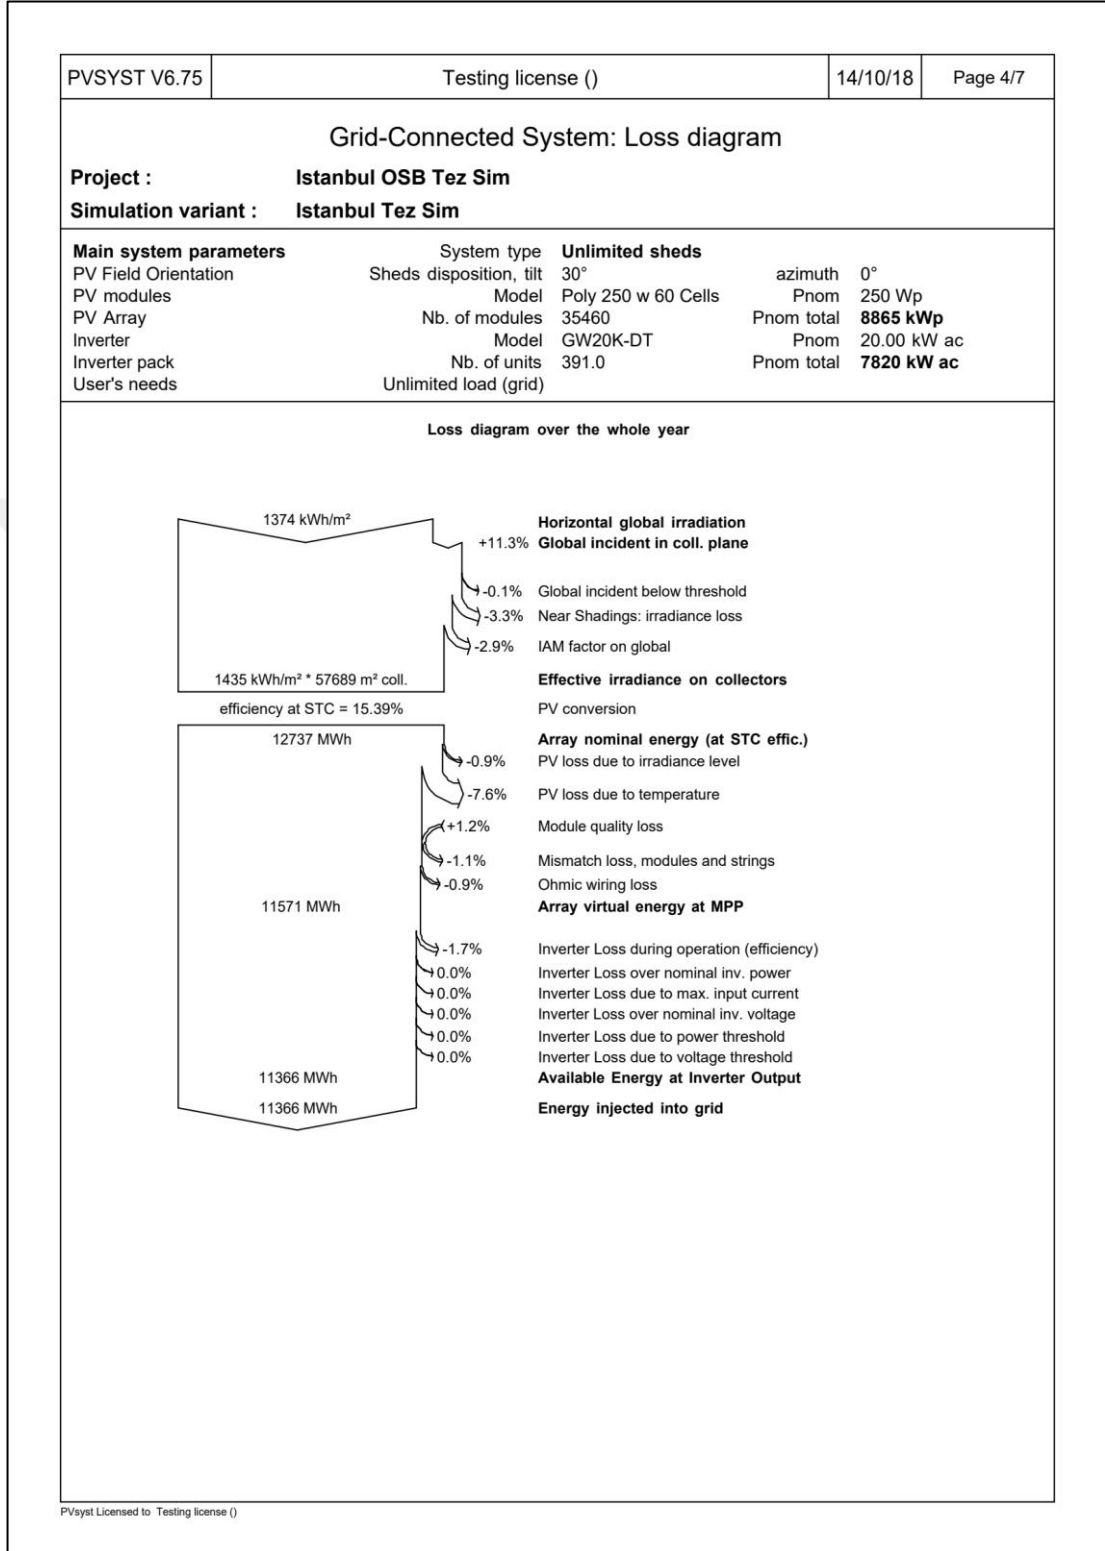 PVSYST V6.75 Testing license () 14/10/18 Page 4/7
Grid-Connected System: Loss diagram
Project : Istanbul OSB Tez Sim
Simulation variant : Istanbul Tez Sim
Main system parameters System type Unlimited sheds
PV Field Orientation Sheds disposition, tilt 30° azimuth 0°
PV modules Model Poly 250 w 60 Cells Pnom 250 Wp
PV Array Nb. of modules 35460 Pnom total 8865 kWp
Inverter Model GW20K-DT Pnom 20.00 kW ac
Inverter pack Nb. of units 391.0 Pnom total 7820 kW ac
User's needs Unlimited load (grid)
Loss diagram over the whole year
1374 kWh/m² Horizontal global irradiation
+11.3% Global incident in coll. plane
-0.1% Global incident below threshold
-3.3% Near Shadings: irradiance loss
-2.9% IAM factor on global
1435 kWh/m² * 57689 m² coll. Effective irradiance on collectors
efficiency at STC = 15.39% PV conversion
12737 MWh Array nominal energy (at STC effic.)
-0.9% PV loss due to irradiance level
-7.6% PV loss due to temperature
+1.2% Module quality loss
-1.1% Mismatch loss, modules and strings
-0.9% Ohmic wiring loss
11571 MWh Array virtual energy at MPP
-1.7% Inverter Loss during operation (efficiency)
0.0% Inverter Loss over nominal inv. power
0.0% Inverter Loss due to max. input current
0.0% Inverter Loss over nominal inv. voltage
0.0% Inverter Loss due to power threshold
0.0% Inverter Loss due to voltage threshold
11366 MWh Available Energy at Inverter Output
11366 MWh Energy injected into grid
PVsyst Licensed to Testing license ()